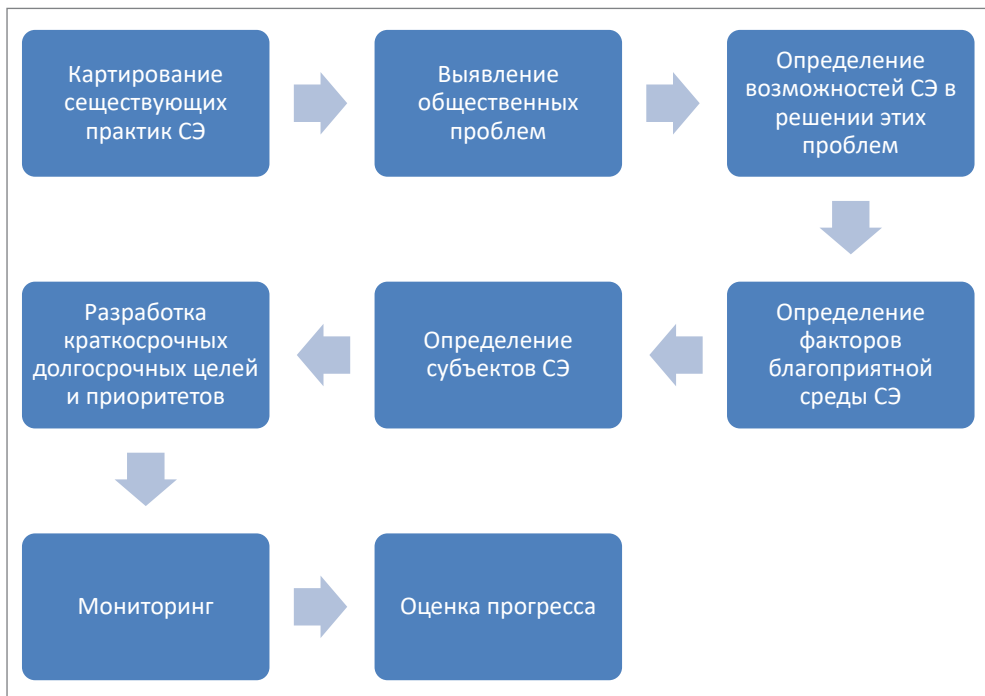 Картирование
сеществующих
практик СЭ
Выявление
общественных
проблем
Определение
возможностей СЭ в
решении этих
проблем
Определение
факторов
благоприятной
среды СЭ
Определение
субъектов СЭ
Разработка
краткосрочных
долгосрочных целей
и приоритетов
Мониторинг
Оценка прогресса